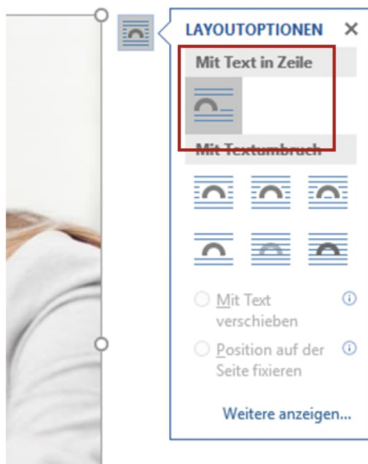 LAYOUTOPTIONEN
Mit Text in Zeile
Mit Textumbruch
Mit Text
verschieben
Position auf der
Seite fixieren
Weitere anzeigen...